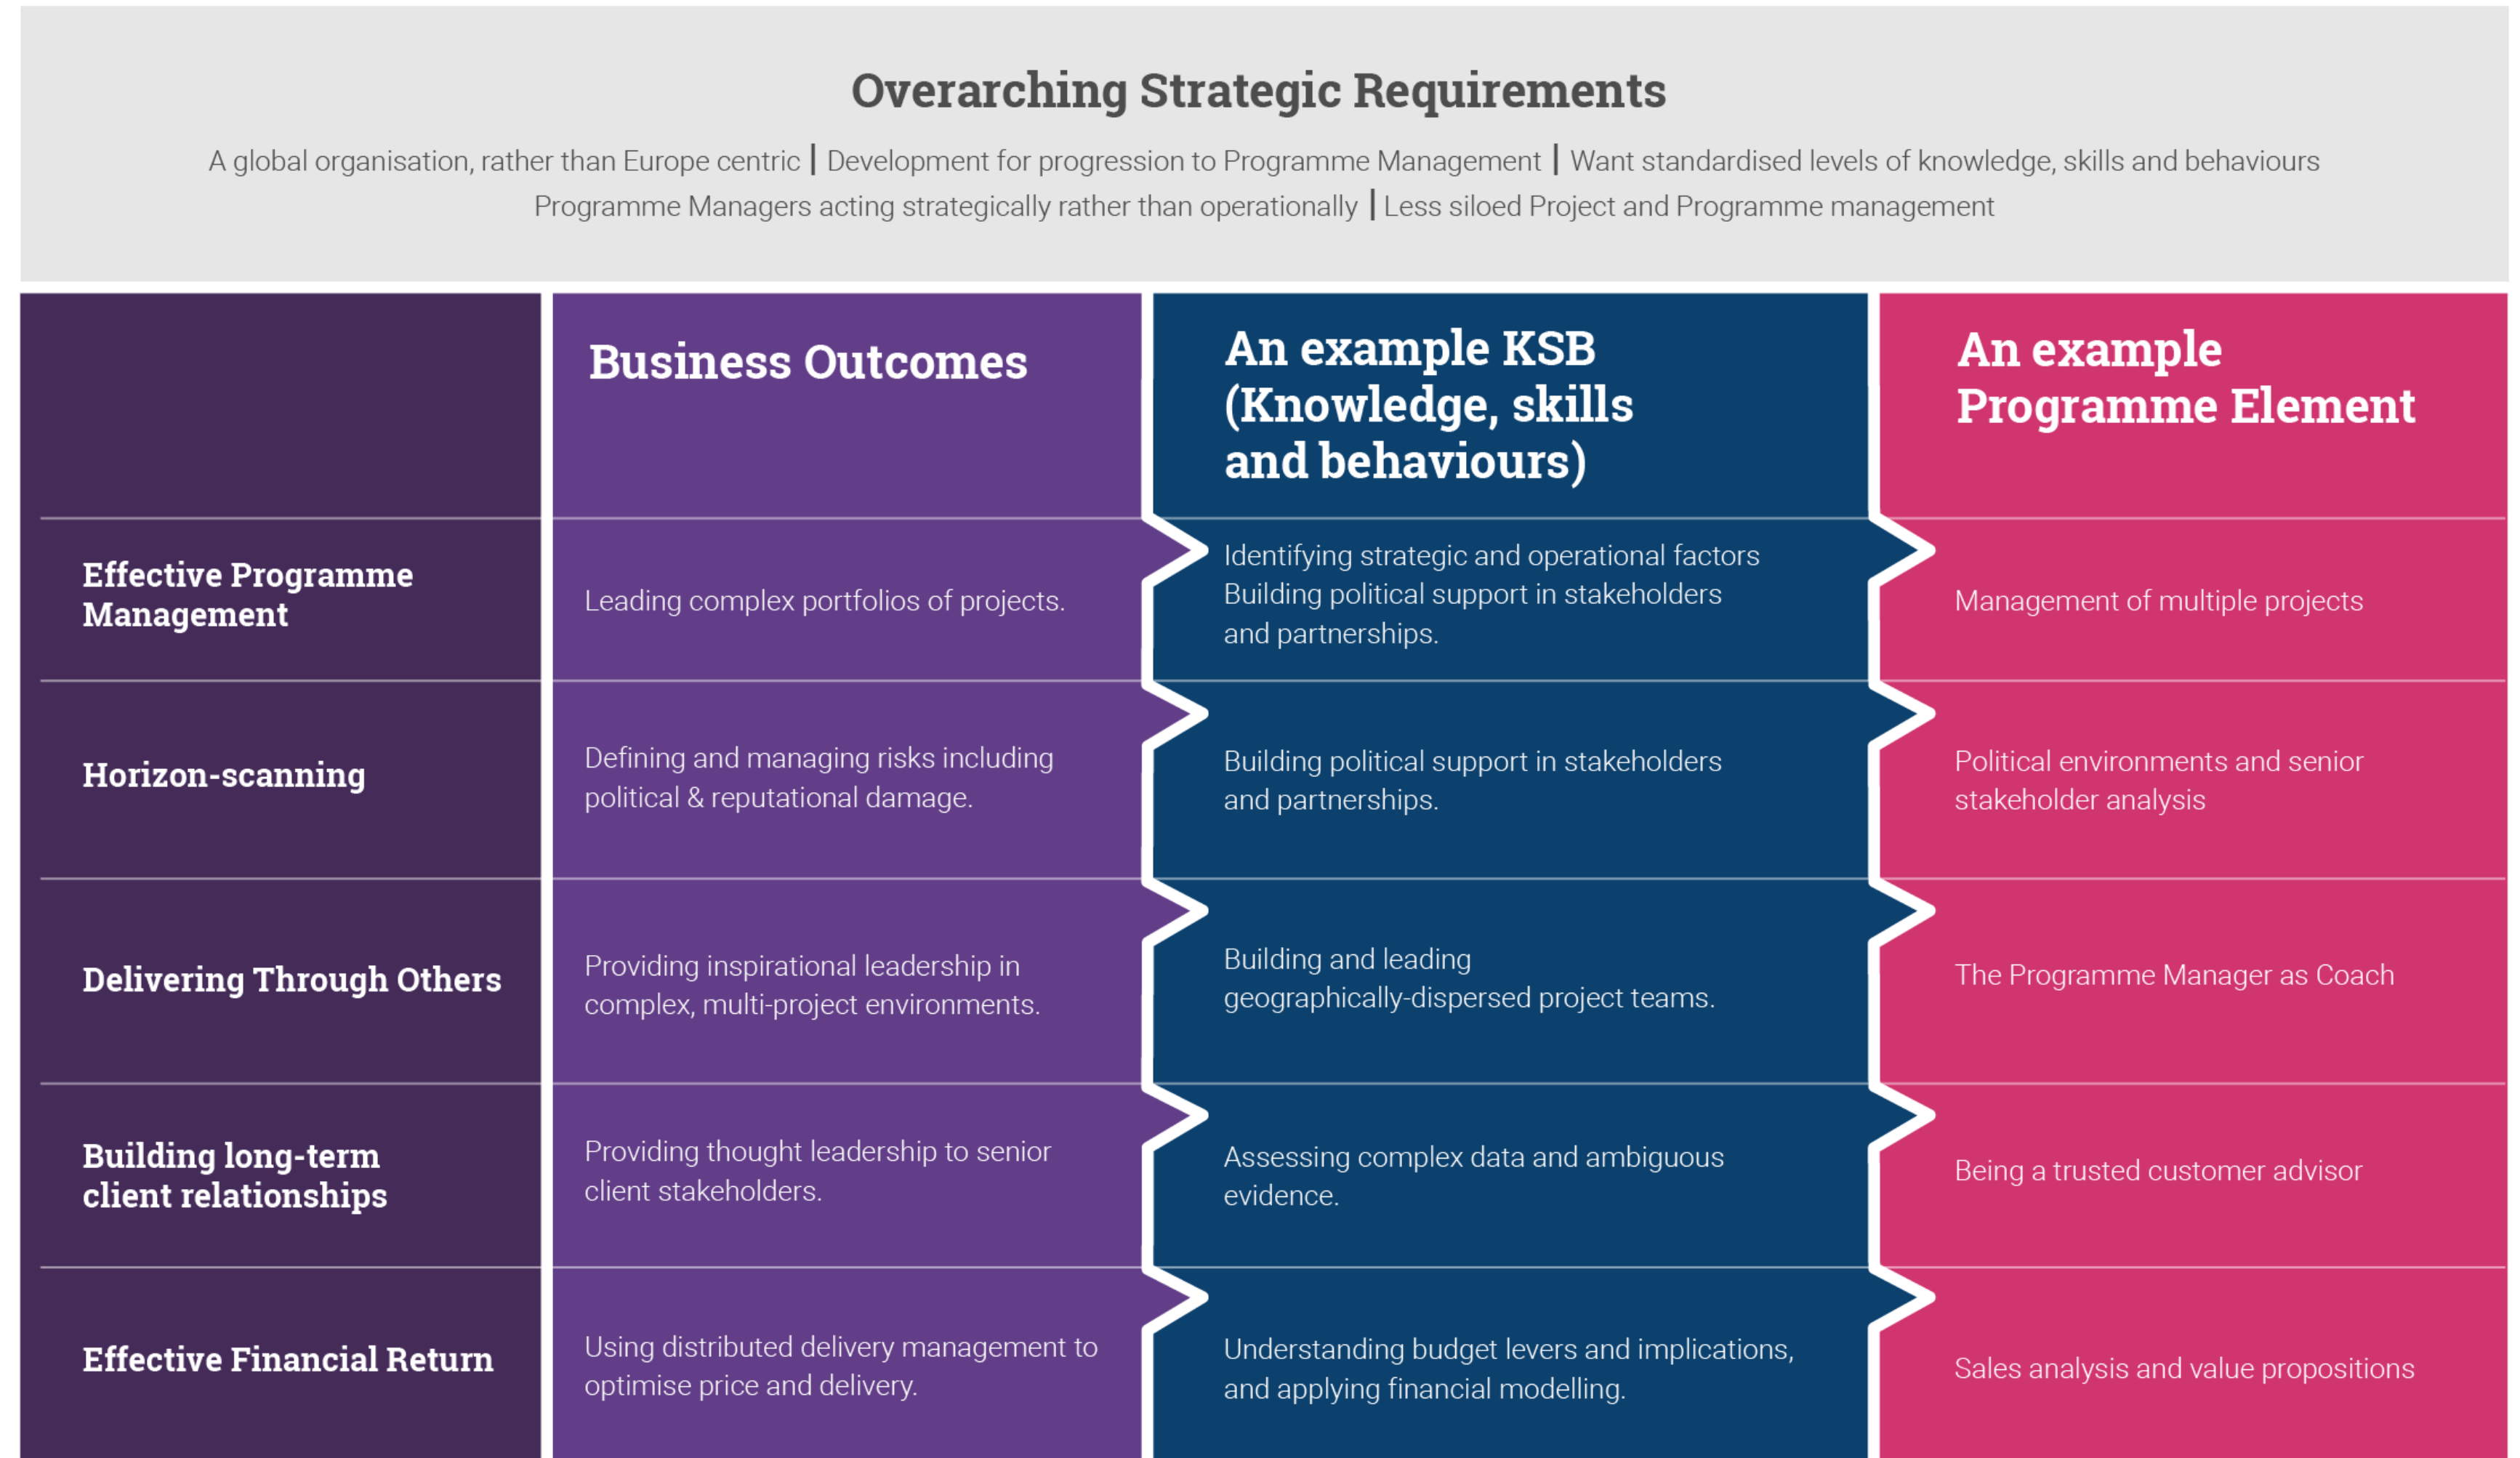 Overarching Strategic Requirements
A global organisation, rather than Europe centric | Development for progression to Programme Management | Want standardised levels of knowledge, skills and behaviours
Programme Managers acting strategically rather than operationally | Less siloed Project and Programme management
Business Outcomes
An example KSB
(Knowledge, skills
and behaviours)
An example
Programme Element
Effective Programme
Management
Leading complex portfolios of projects.
Identifying strategic and operational factors
Building political support in stakeholders
and partnerships.
Management of multiple projects
Horizon-scanning
Defining and managing risks including
political & reputational damage.
Building political support in stakeholders
and partnerships.
Political environments and senior
stakeholder analysis
Delivering Through Others
Providing inspirational leadership in
complex, multi-project environments.
Building and leading
geographically-dispersed project teams.
The Programme Manager as Coach
Building long-term
client relationships
Providing thought leadership to senior
client stakeholders.
Assessing complex data and ambiguous
evidence.
Being a trusted customer advisor
Effective Financial Return
Using distributed delivery management to
optimise price and delivery.
Understanding budget levers and implications,
and applying financial modelling.
Sales analysis and value propositions